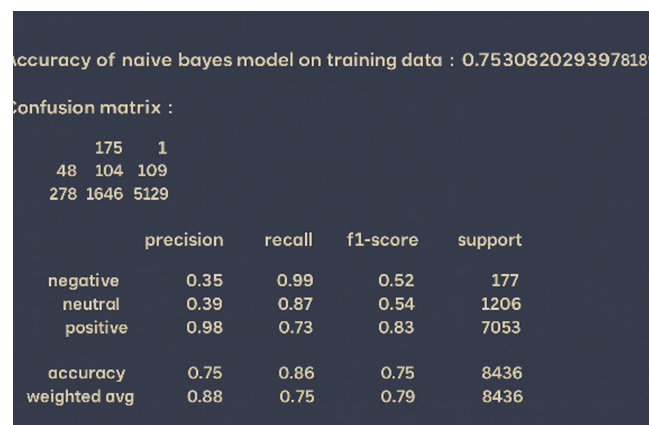 Accuracy of naive bayes model on training data : 0.753082029397818
Confusion matrix :
175 1
48 104 109
278 1646 5129
precision recall f1-score support
negative 0.35 0.99 0.52 177
neutral 0.39 0.87 0.54 1206
positive 0.98 0.73 0.83 7053
accuracy 0.75 0.86 0.75 8436
weighted avg 0.88 0.75 0.79 8436